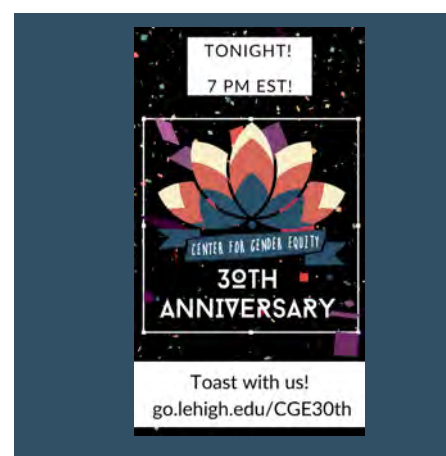 TONIGHT!
7 PM EST!
CENTER FOR GENDER EQUITY
30TH
ANNIVERSARY
Toast with us!
go.lehigh.edu/CGE30th